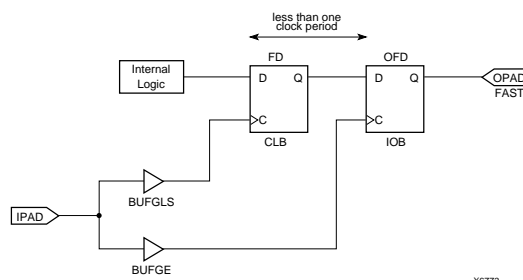 less than one
clock period
FD
OFD
Internal
Logic
D
Q
D
Q
OPAD
FAST
C
C
CLB
IOB
BUFGLS
IPAD
BUFGE